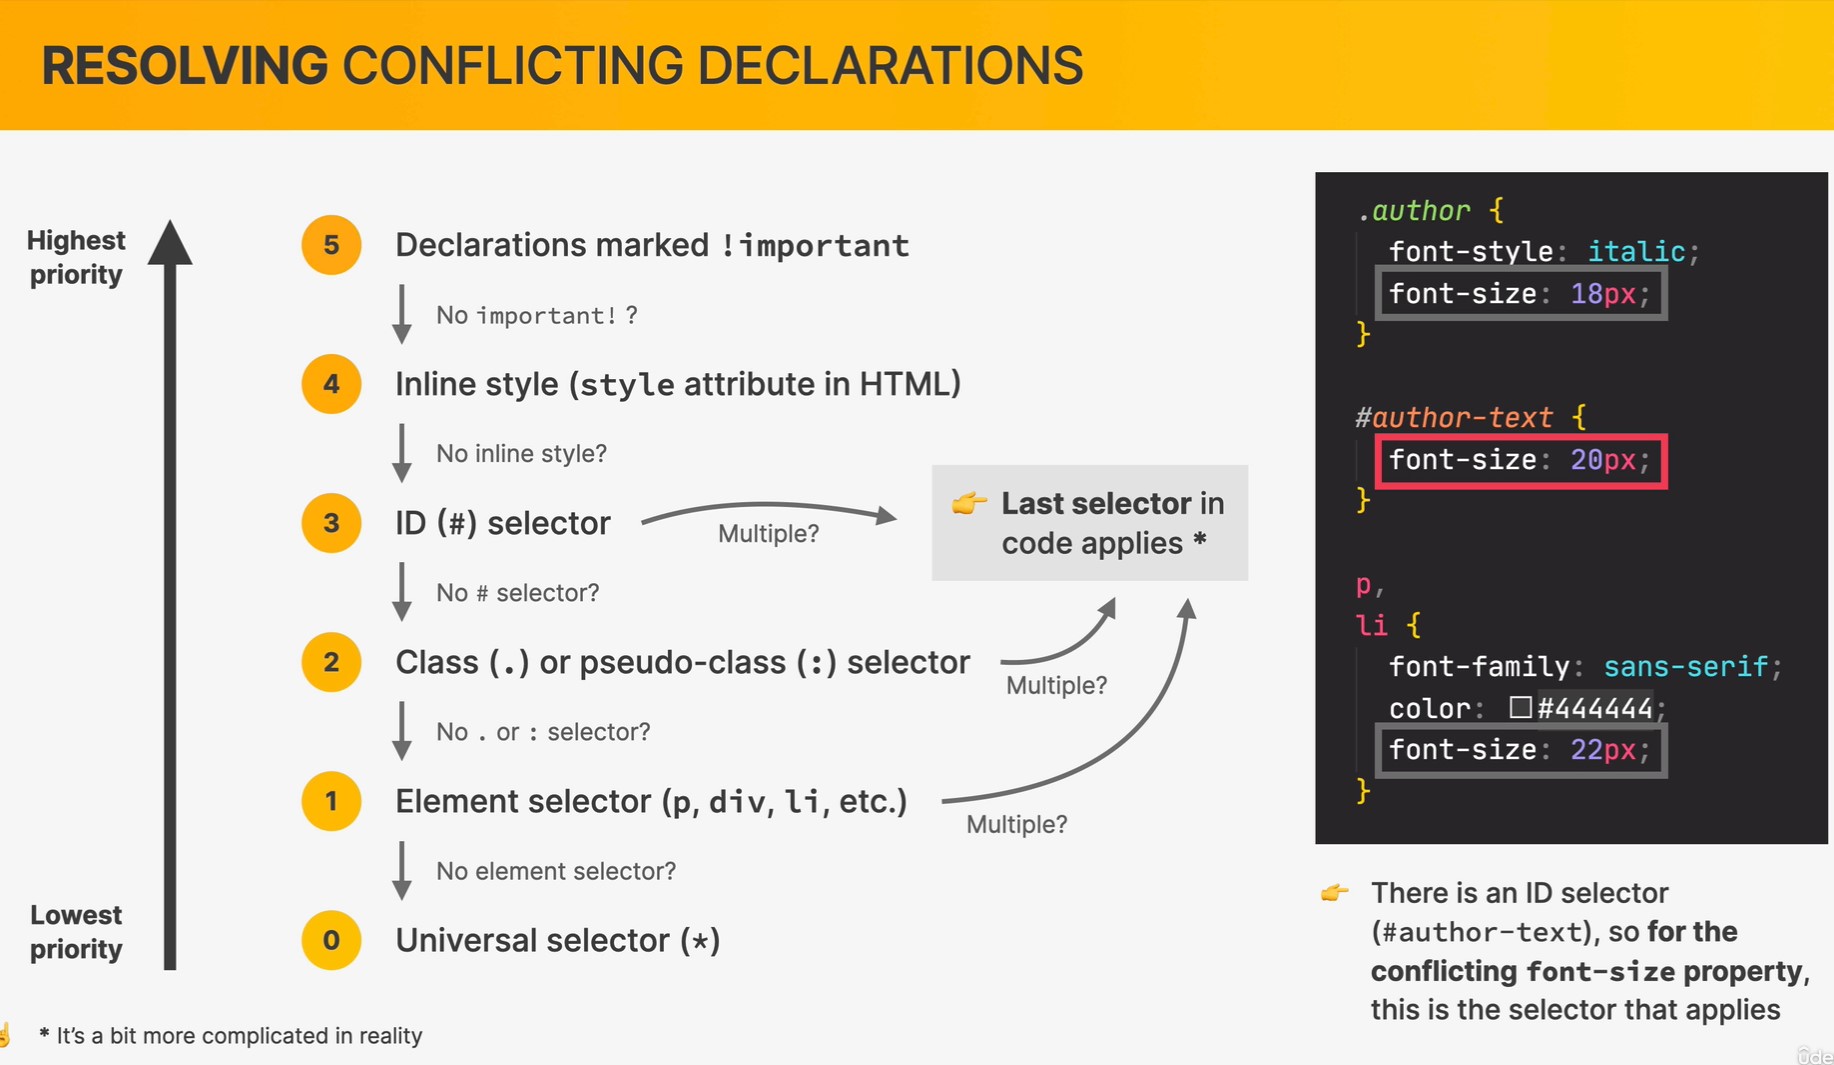 RESOLVING CONFLICTING DECLARATIONS
Highest
priority
5
Declarations marked !important
No important! ?
4
Inline style (style attribute in HTML)
No inline style?
3
ID (#) selector
Multiple?
Last selector in
code applies *
No # selector?
2
Class (.) or pseudo-class (:) selector
Multiple?
No . or : selector?
1
Element selector (p, div, li, etc.)
Multiple?
No element selector?
Lowest
priority
0
Universal selector (*)
* It's a bit more complicated in reality
.author {
font-style: italic;
font-size: 18px;
}
#author-text {
font-size: 20px;
}
p,
li {
font-family: sans-serif;
color: #444444;
font-size: 22px;
}
There is an ID selector
(#author-text), so for the
conflicting font-size property,
this is the selector that applies